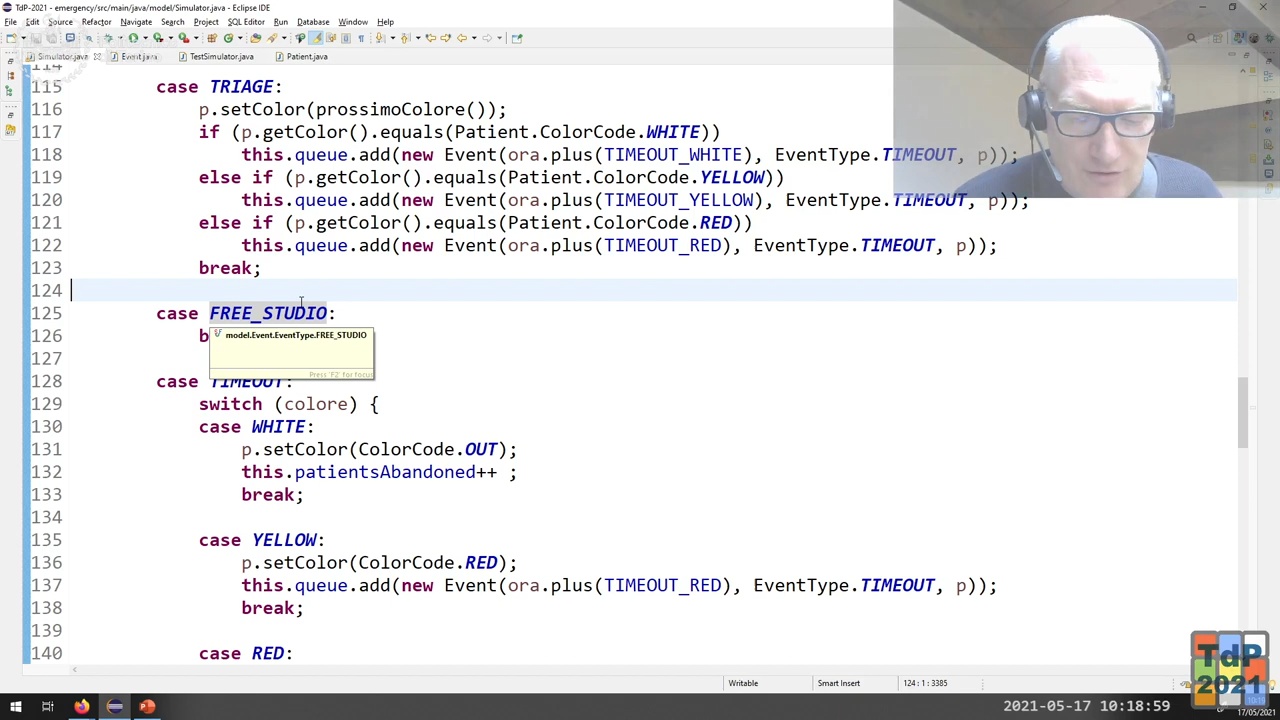 TdP-2021 - emergency/src/main/java/model/Simulator.java - Eclipse IDE
File Edit Source Refactor Navigate Search Project SQL Editor Run Database Window Help
Simulator.java Event.java TestSimulator.java Patient.java
114
115 case TRIAGE:
116 p.setColor(prossimoColore());
117 if (p.getColor().equals(Patient.ColorCode.WHITE))
118 this.queue.add(new Event(ora.plus(TIMEOUT_WHITE), EventType.TIMEOUT, p));
119 else if (p.getColor().equals(Patient.ColorCode.YELLOW))
120 this.queue.add(new Event(ora.plus(TIMEOUT_YELLOW), EventType.TIMEOUT, p));
121 else if (p.getColor().equals(Patient.ColorCode.RED))
122 this.queue.add(new Event(ora.plus(TIMEOUT_RED), EventType.TIMEOUT, p));
123 break;
124
125 case FREE_STUDIO:
126 b
model.Event.EventType.FREE_STUDIO
127
Press 'F2' for focus
128 case TIMEOUT:
129 switch (colore) {
130 case WHITE:
131 p.setColor(ColorCode.OUT);
132 this.patientsAbandoned++ ;
133 break;
134
135 case YELLOW:
136 p.setColor(ColorCode.RED);
137 this.queue.add(new Event(ora.plus(TIMEOUT_RED), EventType.TIMEOUT, p));
138 break;
139
140 case RED:
Writable Smart Insert 124 : 1 : 3385
TdP
2021
2021-05-17 10:18:59
17/05/2021